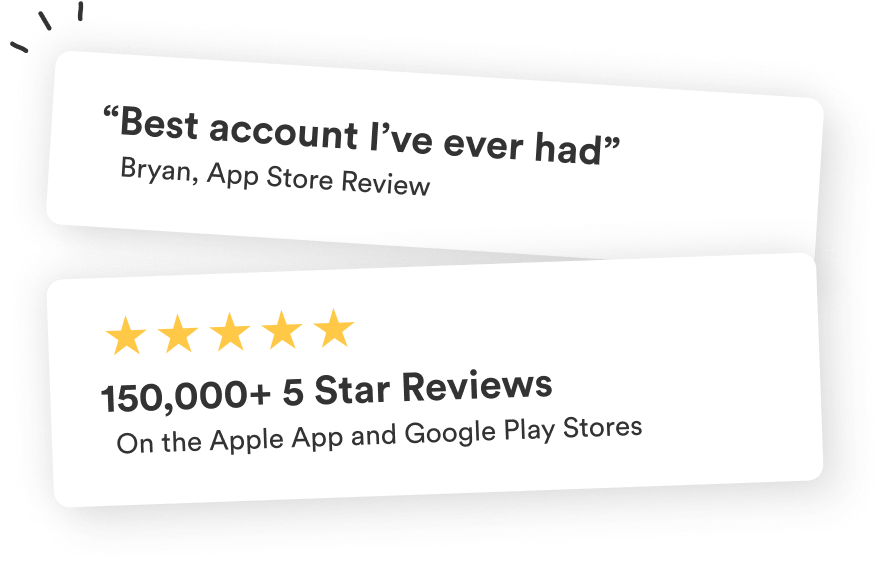 “Best account I’ve ever had”
Bryan, App Store Review
150,000+ 5 Star Reviews
On the Apple App and Google Play Stores